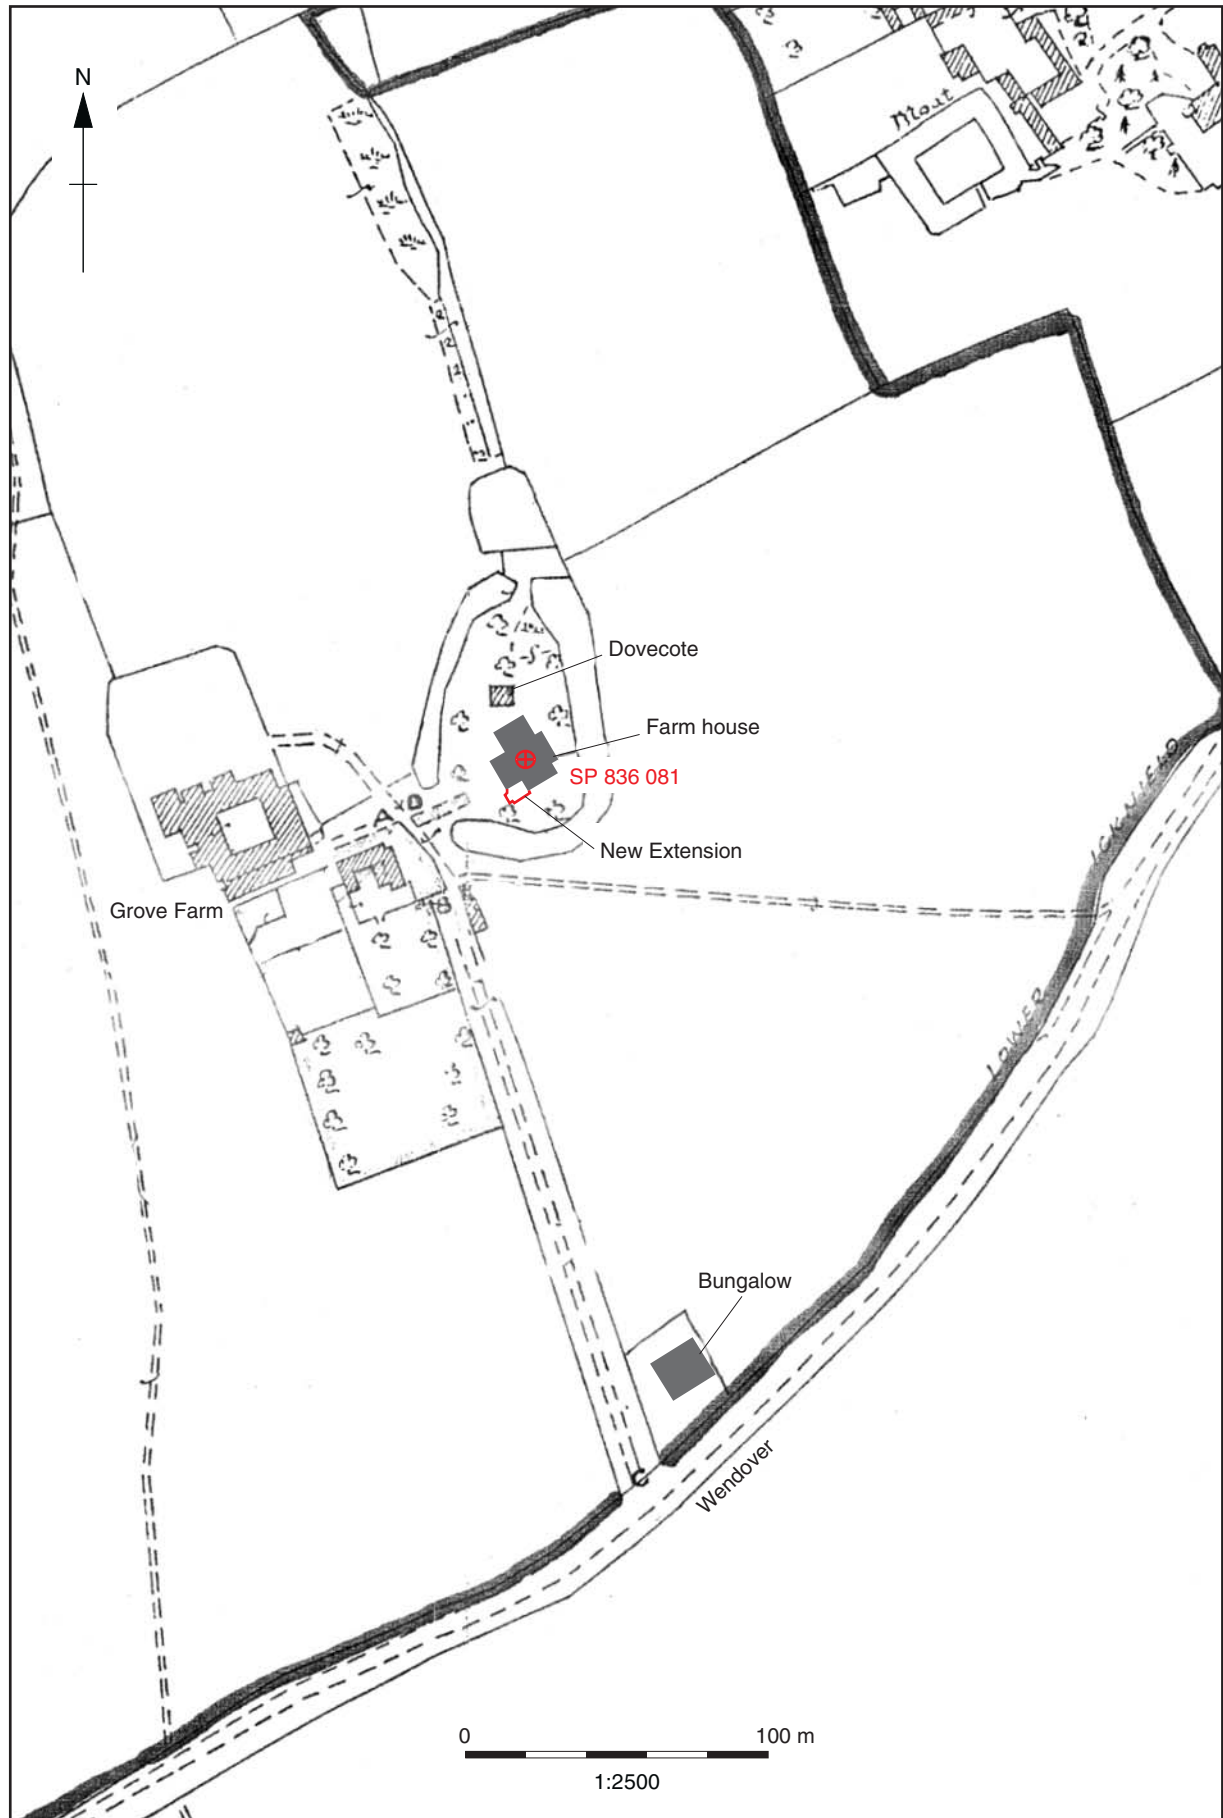 N
Moat
Dovecote
Farm house
SP 836 081
New Extension
Grove Farm
A
D
B
LOWER ICKNIELD
Bungalow
C
Wendover
0 100 m
1:2500